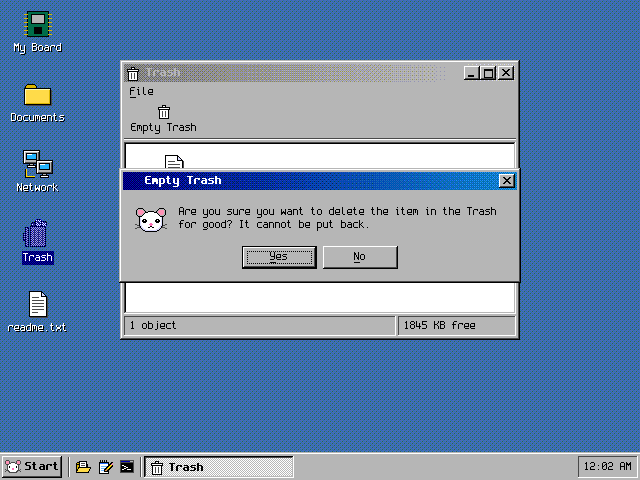 My Board
Documents
Network
Trash
readme.txt
Trash
File
Empty Trash
Empty Trash
Are you sure you want to delete the item in the Trash
for good? It cannot be put back.
Yes
No
1 object
1845 KB free
Start
Trash
12:02 AM